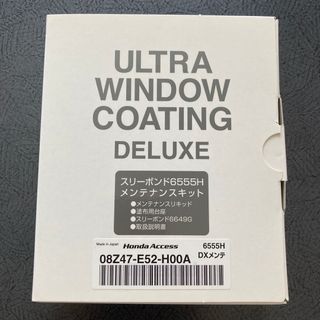 ULTRA
WINDOW
COATING
DELUXE
スリーボンド6555H
メンテナンスキット
●メンテナンスリキッド
●塗布用台座
●スリーボンド6649G
●取扱説明書
Made in Japan Honda Access 6555H
08Z47-E52-H00A DXメンテ